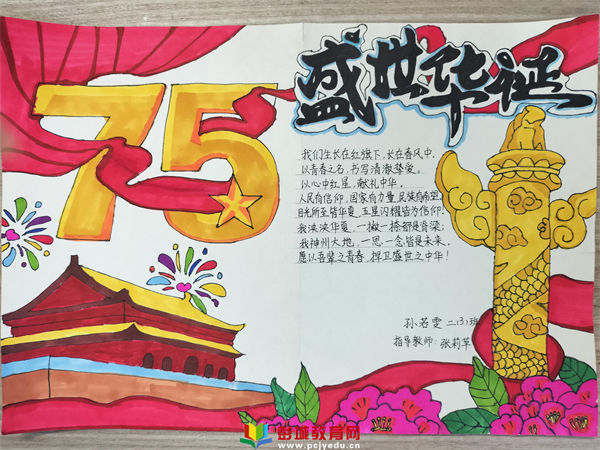 75
盛世华诞
我们生长在红旗下,长在春风中.
以青春之名,书写清澈挚爱。
以心中红星,献礼中华。
人民有信仰,国家有力量,民族有希望,
目光所至皆华夏,五星闪耀皆为信仰。
我泱泱华夏,一撇一捺都是脊梁;
我神州大地,一思一念皆是未来。
愿以吾辈之青春,捍卫盛世之中华!
孙若雯 二(3)班
指导教师:张莉苹
彭城教育网
www.pcjyedu.cn